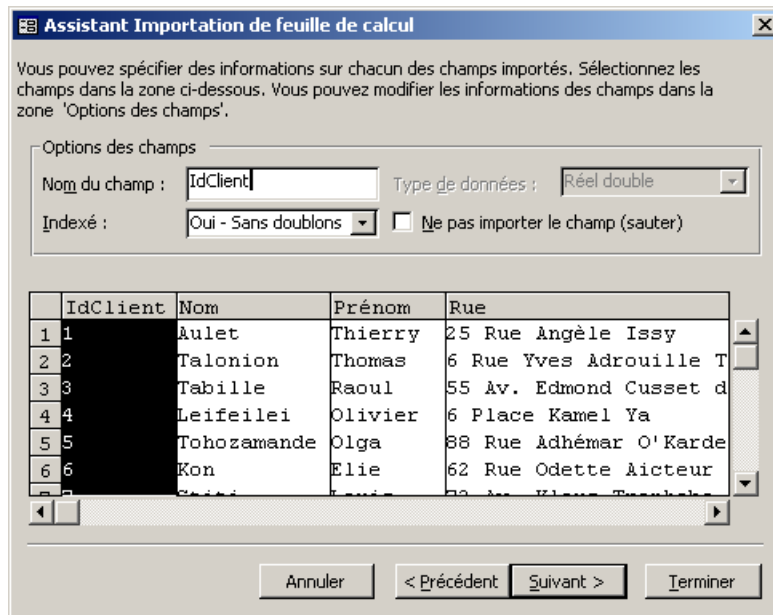 Assistant Importation de feuille de calcul
Vous pouvez spécifier des informations sur chacun des champs importés. Sélectionnez les
champs dans la zone ci-dessous. Vous pouvez modifier les informations des champs dans la
zone 'Options des champs'.
Options des champs
Nom du champ : IdClient Type de données : Réel double
Indexé : Oui - Sans doublons Ne pas importer le champ (sauter)
IdClient Nom Prénom Rue
1 1 Aulet Thierry 25 Rue Angèle Issy
2 2 Talonion Thomas 6 Rue Yves Adrouille T
3 3 Tabille Raoul 55 Av. Edmond Cusset d
4 4 Leifeilei Olivier 6 Place Kamel Ya
5 5 Tohozamande Olga 88 Rue Adhémar O'Karde
6 6 Kon Elie 62 Rue Odette Aicteur
Annuler < Précédent Suivant > Terminer